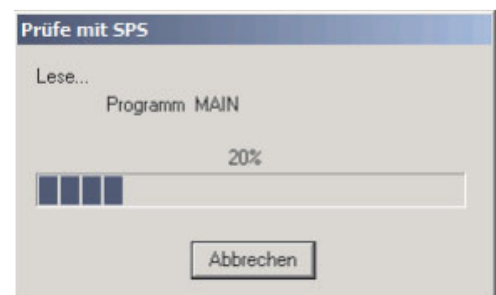 Prüfe mit SPS
Lese...
Programm MAIN
20%
Abbrechen